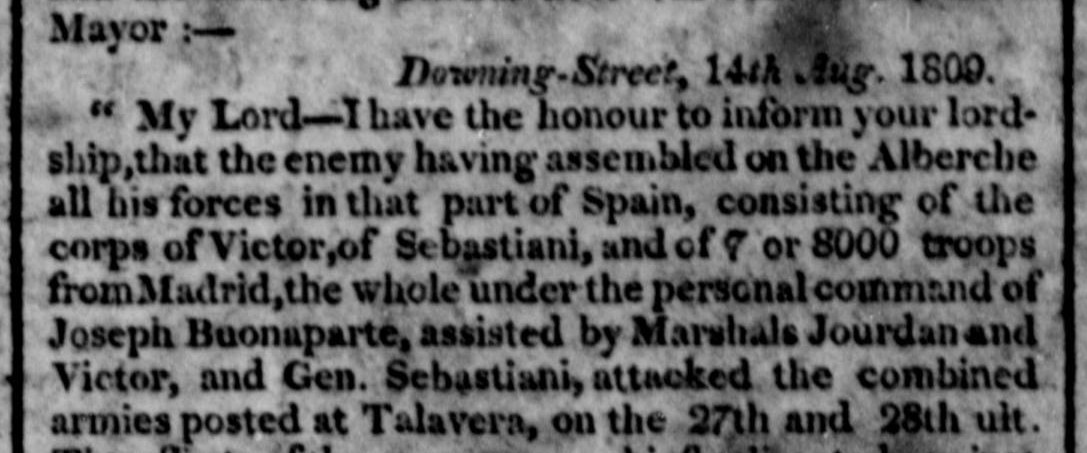 Mayor :—
Downing-Street, 14th Aug. 1809.
“ My Lord—I have the honour to inform your lord-
ship, that the enemy having assembled on the Alberche
all his forces in that part of Spain, consisting of the
corps of Victor, of Sebastiani, and of 7 or 8000 troops
from Madrid, the whole under the personal command of
Joseph Buonaparte, assisted by Marshals Jourdan and
Victor, and Gen. Sebastiani, attacked the combined
armies posted at Talavera, on the 27th and 28th ult.